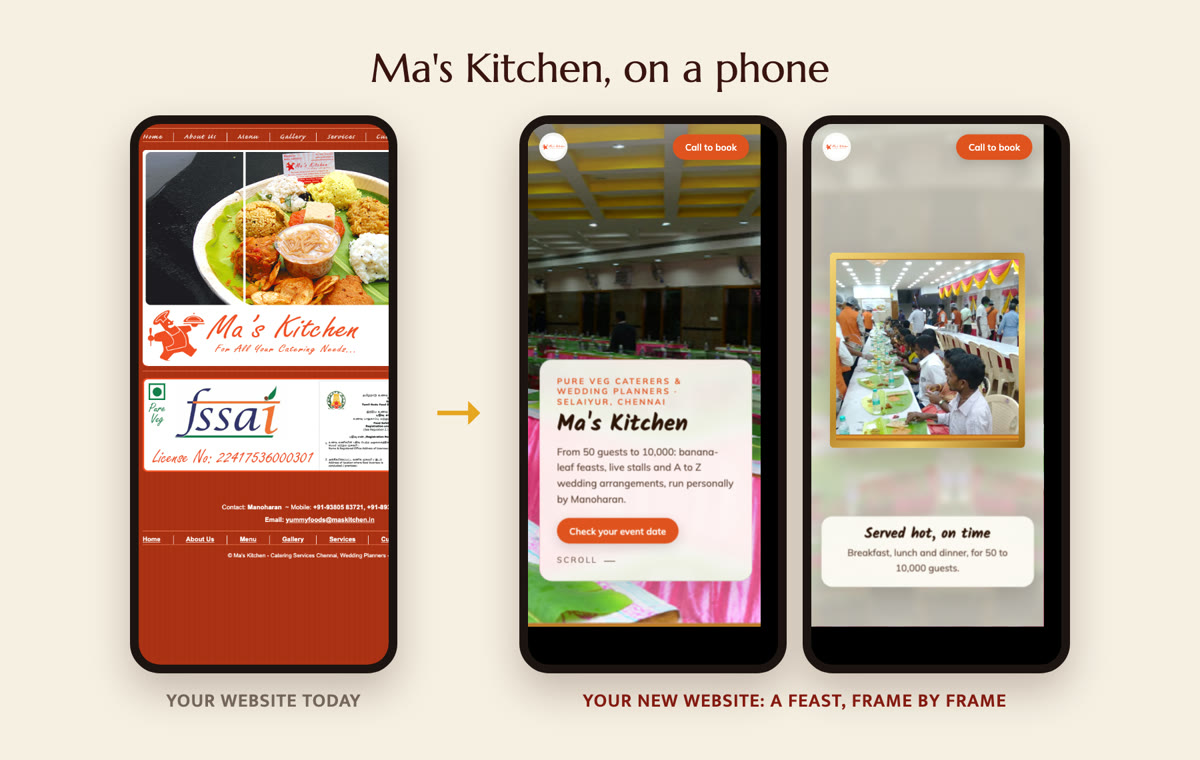 Ma's Kitchen, on a phone
Home
About Us
Menu
Gallery
Services
Ma's Kitchen
For All Your Catering Needs...
Pure
Veg
fssai
License No: 22417536000301
Contact: Manoharan ~ Mobile: +91-93805 83721,
Email: yummyfoods@maskitchen.in
Home
About Us
Menu
Gallery
Services
© Ma's Kitchen - Catering Services Chennai, Wedding Planners -
YOUR WEBSITE TODAY
Call to book
PURE VEG CATERERS &
WEDDING PLANNERS ·
SELAIYUR, CHENNAI
Ma's Kitchen
From 50 guests to 10,000: banana-
leaf feasts, live stalls and A to Z
wedding arrangements, run personally
by Manoharan.
Check your event date
SCROLL
Call to book
Served hot, on time
Breakfast, lunch and dinner, for 50 to
10,000 guests.
YOUR NEW WEBSITE: A FEAST, FRAME BY FRAME